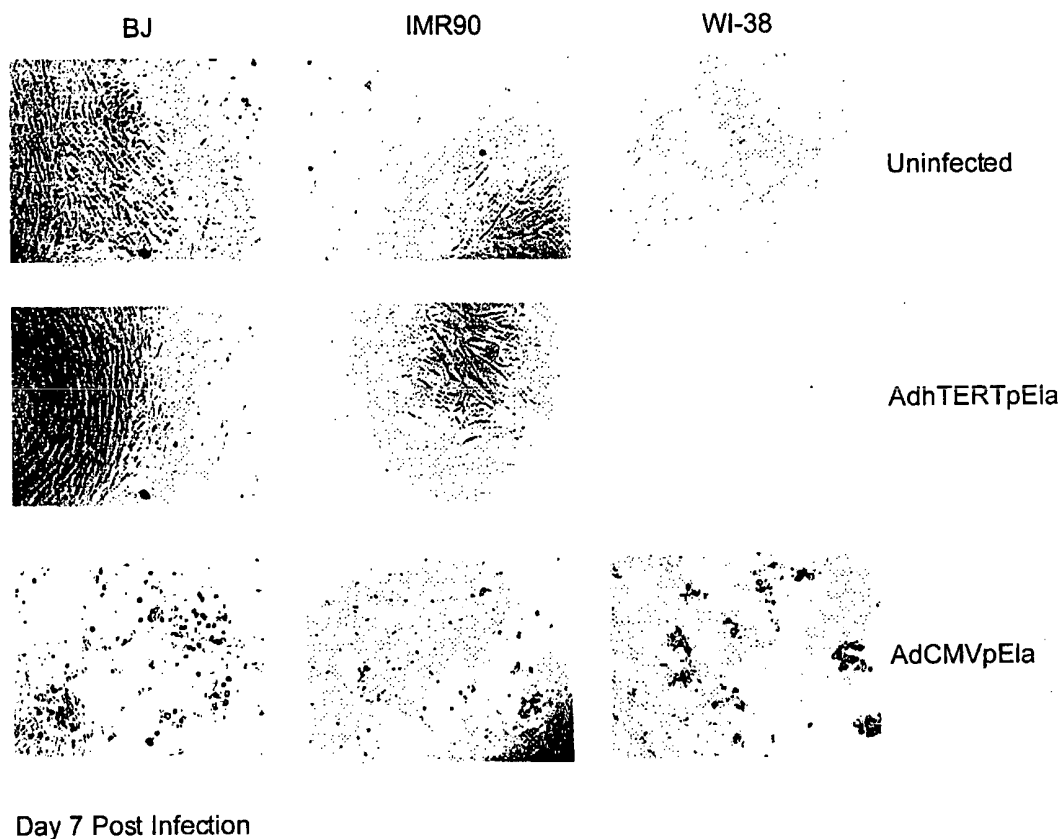 BJ
IMR90
WI-38
Uninfected
AdhTERTpEla
AdCMVpEla
Day 7 Post Infection